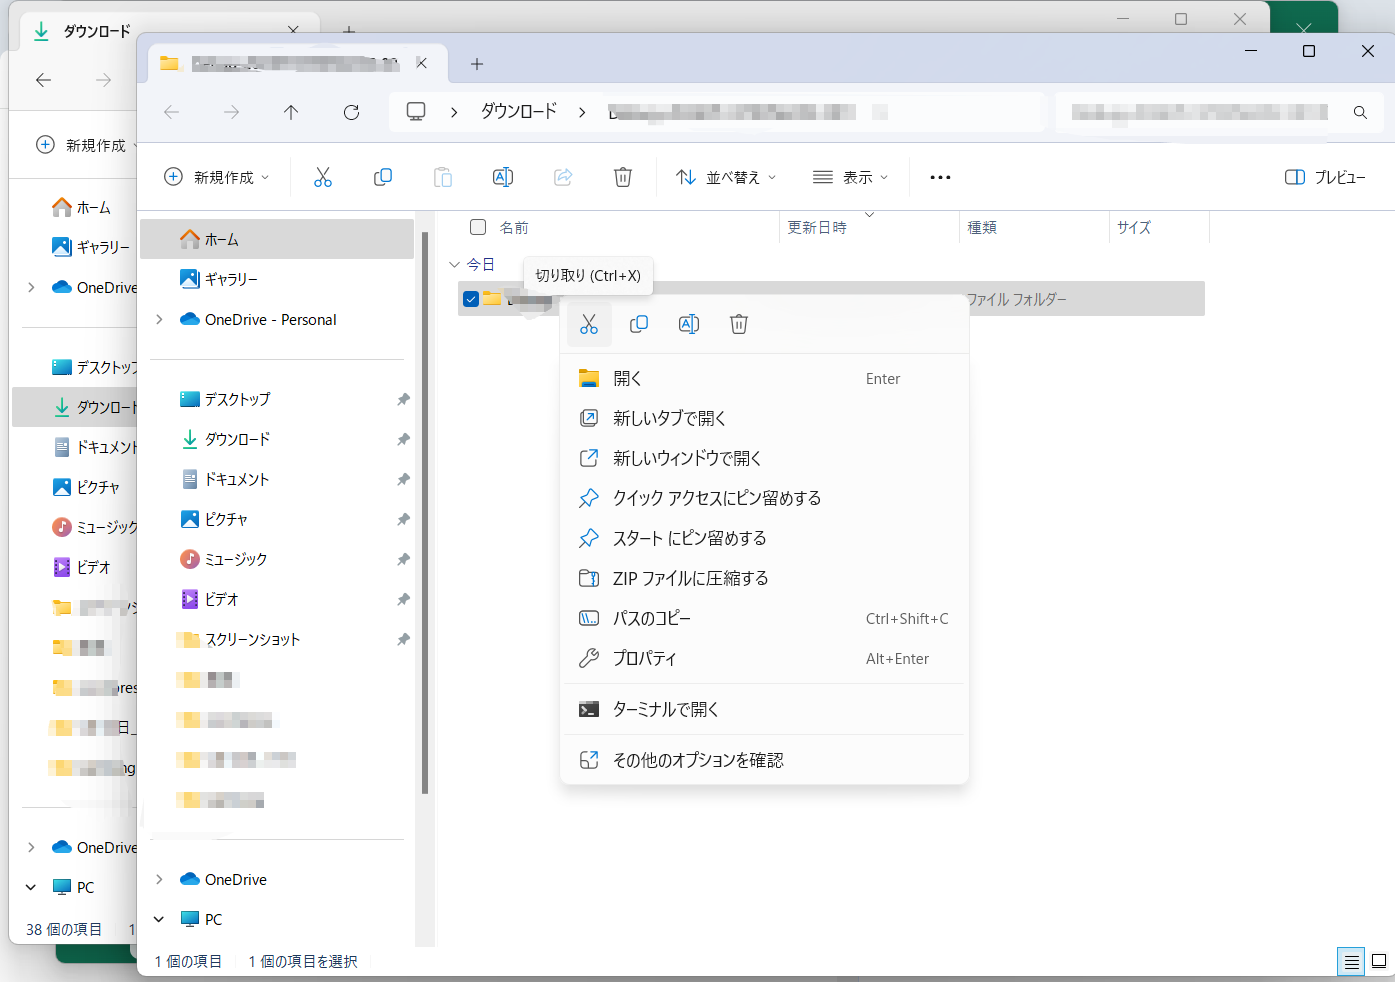 ダウンロード
新規作成
ホーム
ギャラリー
OneDrive
デスクトップ
ダウンロード
ドキュメント
ピクチャ
ミュージック
ビデオ
OneDrive
PC
38 個の項目
1
ダウンロード
新規作成
並べ替え
表示
プレビュー
ホーム
ギャラリー
OneDrive - Personal
デスクトップ
ダウンロード
ドキュメント
ピクチャ
ミュージック
ビデオ
スクリーンショット
OneDrive
PC
名前
更新日時
種類
サイズ
今日
切り取り (Ctrl+X)
ファイル フォルダー
開く Enter
新しいタブで開く
新しいウィンドウで開く
クイック アクセスにピン留めする
スタート にピン留めする
ZIP ファイルに圧縮する
パスのコピー Ctrl+Shift+C
プロパティ Alt+Enter
ターミナルで開く
その他のオプションを確認
1 個の項目
1 個の項目を選択